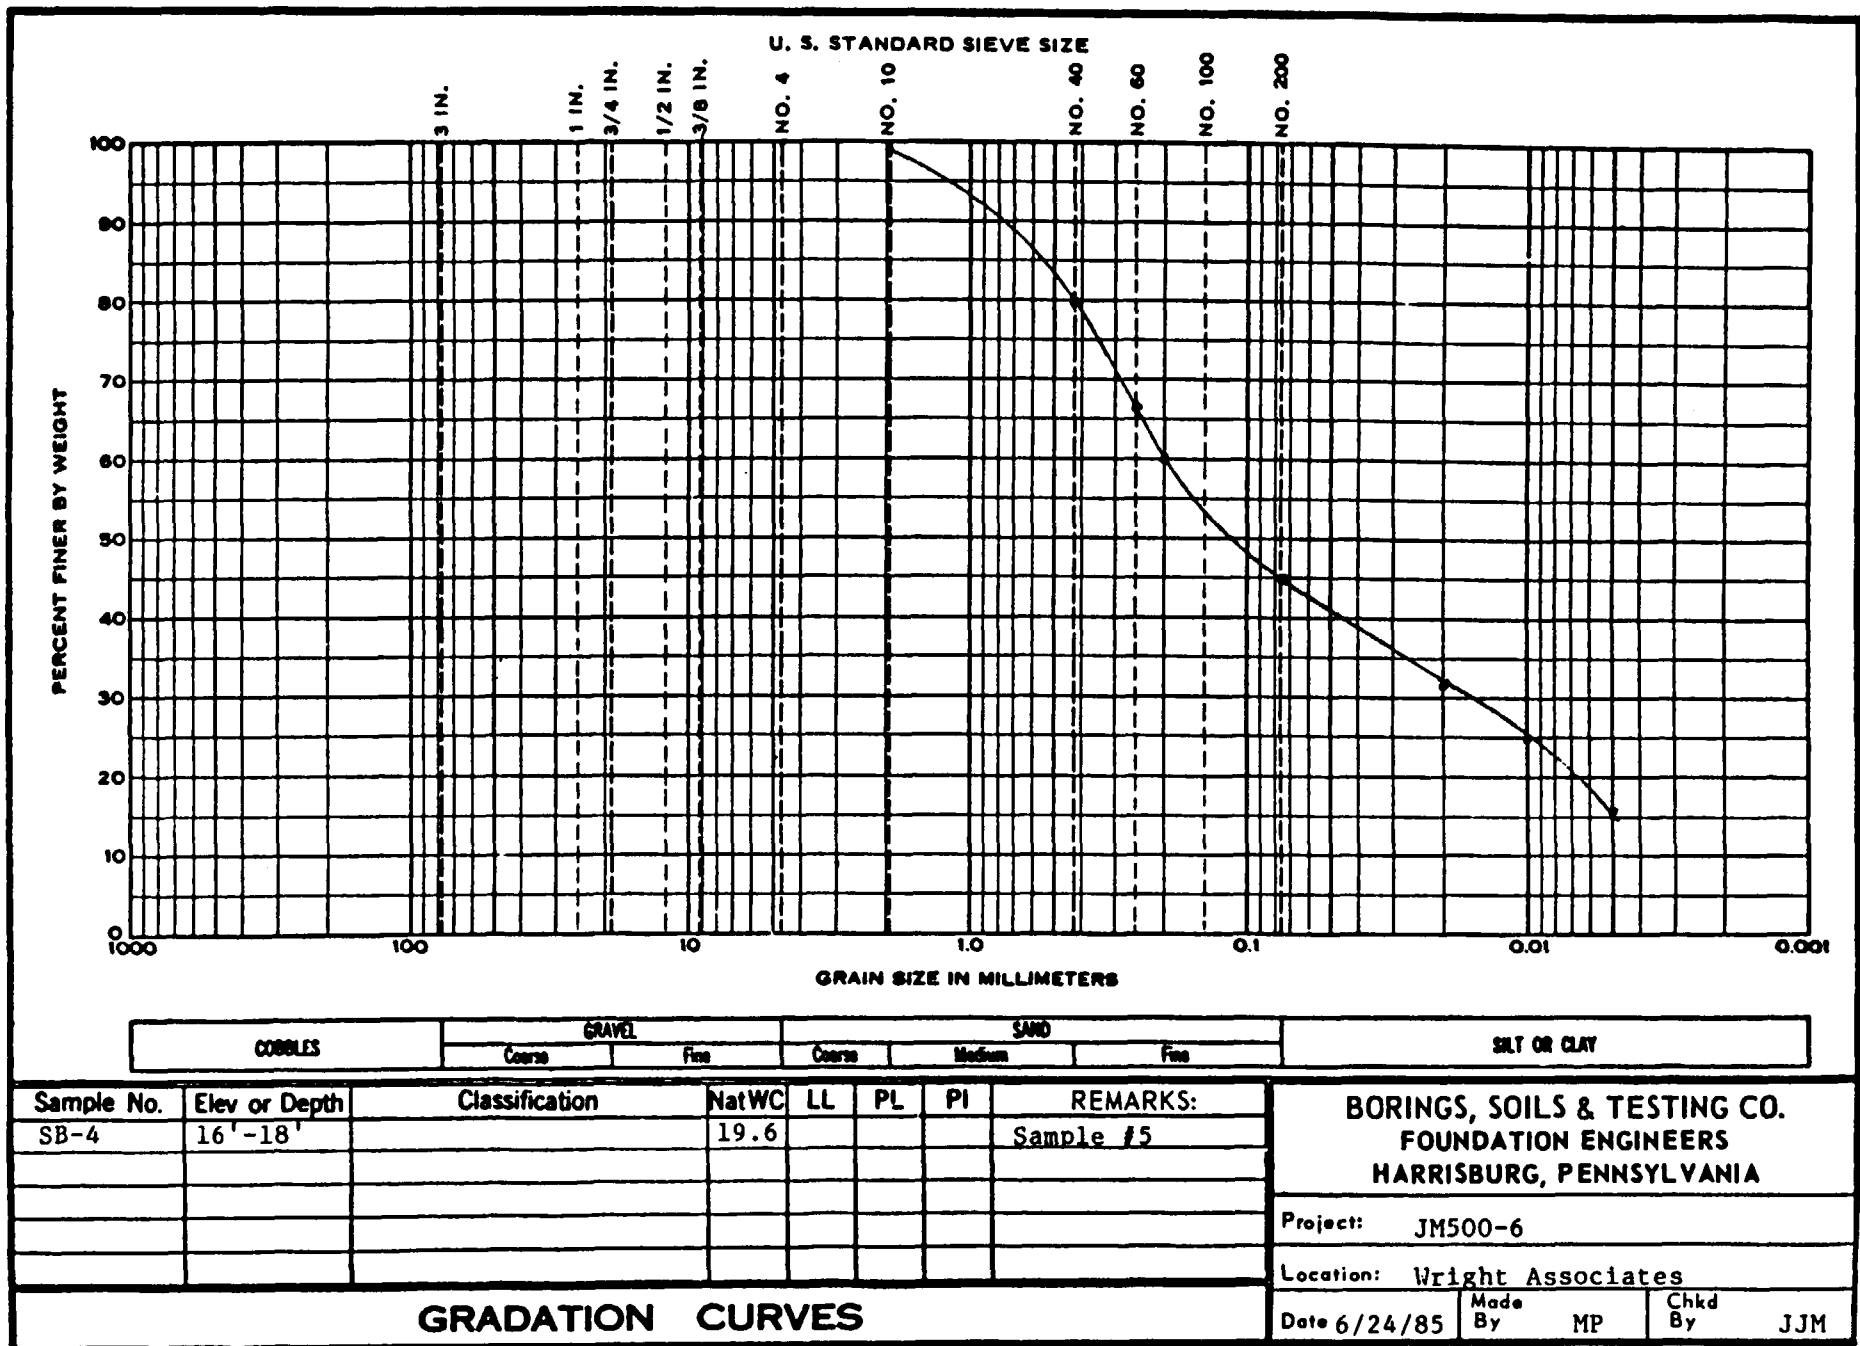 U. S. STANDARD SIEVE SIZE
3 IN. 1 IN. 3/4 IN. 1/2 IN. 3/8 IN. NO. 4 NO. 10 NO. 40 NO. 60 NO. 100 NO. 200
PERCENT FINER BY WEIGHT
100
90
80
70
60
50
40
30
20
10
0
1000 100 10 1.0 0.1 0.01 0.001
GRAIN SIZE IN MILLIMETERS
COBBLES GRAVEL SAND SILT OR CLAY
Coarse Fine Coarse Medium Fine
Sample No. Elev or Depth Classification Nat WC LL PL PI REMARKS:
SB-4 16'-18' 19.6 Sample #5
GRADATION CURVES
BORINGS, SOILS & TESTING CO.
FOUNDATION ENGINEERS
HARRISBURG, PENNSYLVANIA
Project: JM500-6
Location: Wright Associates
Date 6/24/85 Made By MP Chkd By JJM